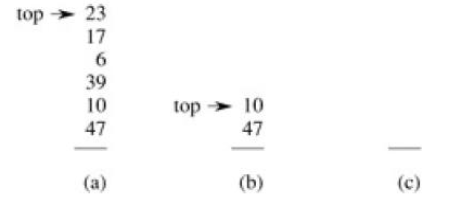 top → 23
17
6
39
10 top → 10
47 47
(a) (b) (c)